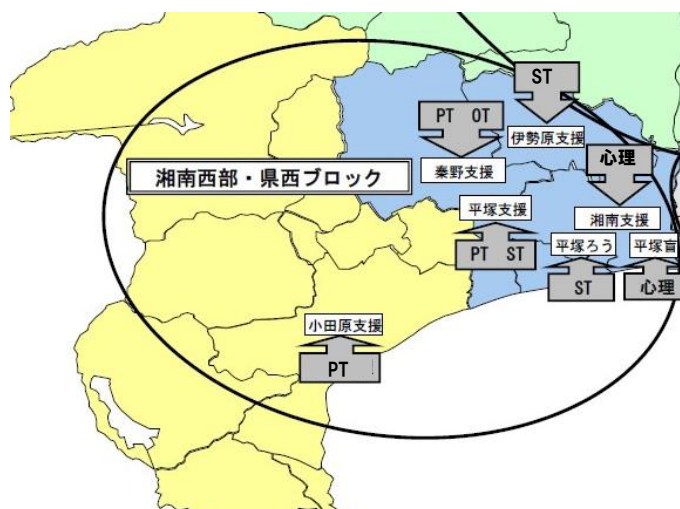 ST
PT OT
伊勢原支援
心理
秦野支援
湘南西部・県西ブロック
平塚支援
湘南支援
PT ST
平塚ろう
平塚盲
ST
心理
小田原支援
PT